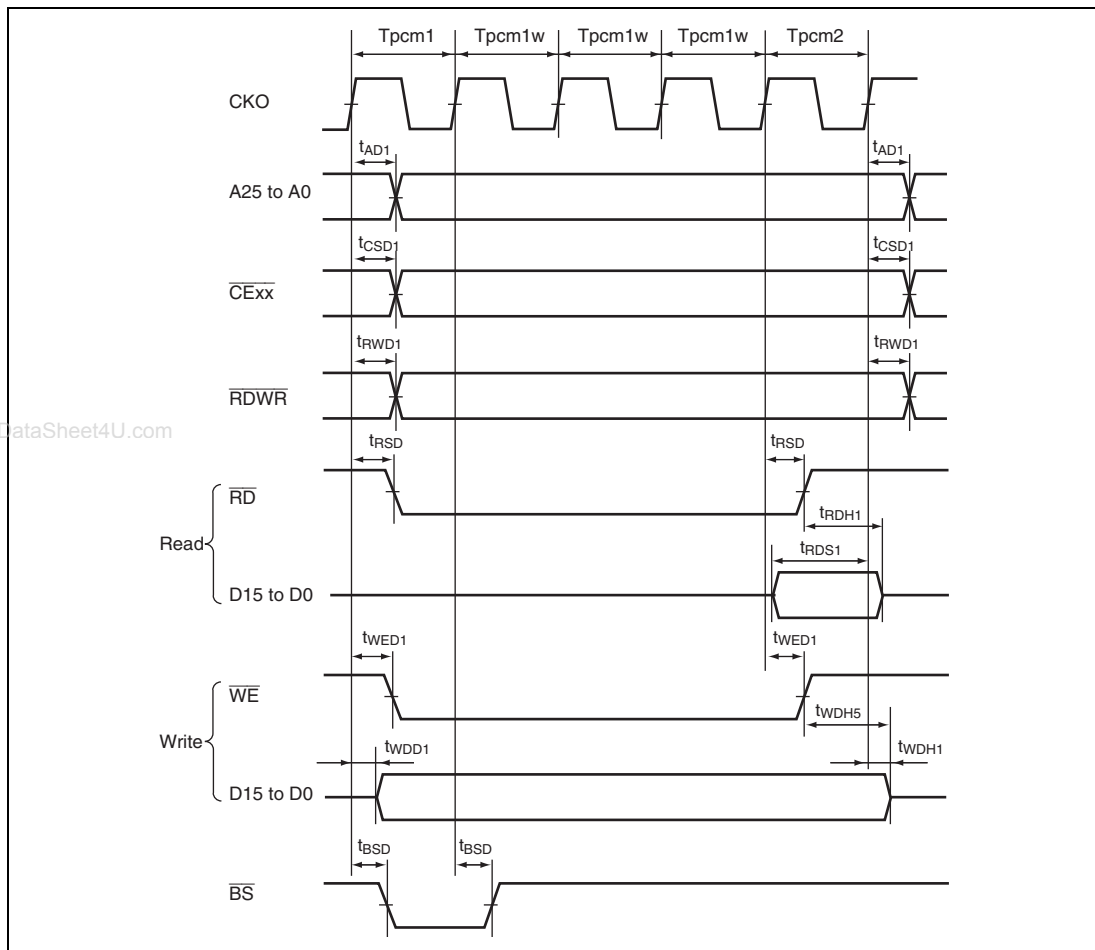 Tpcm1 Tpcm1w Tpcm1w Tpcm1w Tpcm2
CKO
tAD1 tAD1
A25 to A0
tCSD1 tCSD1
CExx
tRWD1 tRWD1
RDWR
DataSheet4U.com
tRSD tRSD
RD
tRDH1
Read
tRDS1
D15 to D0
tWED1 tWED1
WE
tWDH5
Write
tWDD1 tWDH1
D15 to D0
tBSD tBSD
BS